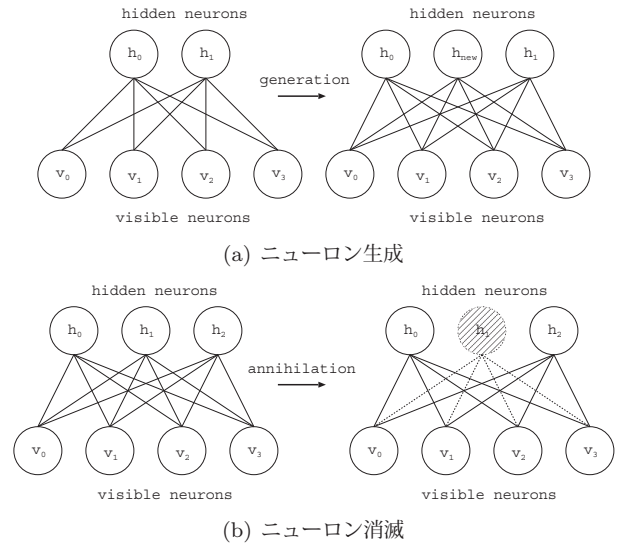 hidden neurons hidden neurons
h0 h1 generation h0 hnew h1
v0 v1 v2 v3 v0 v1 v2 v3
visible neurons visible neurons
(a) ニューロン生成
hidden neurons hidden neurons
h0 h1 h2 annihilation h0 h1 h2
v0 v1 v2 v3 v0 v1 v2 v3
visible neurons visible neurons
(b) ニューロン消滅